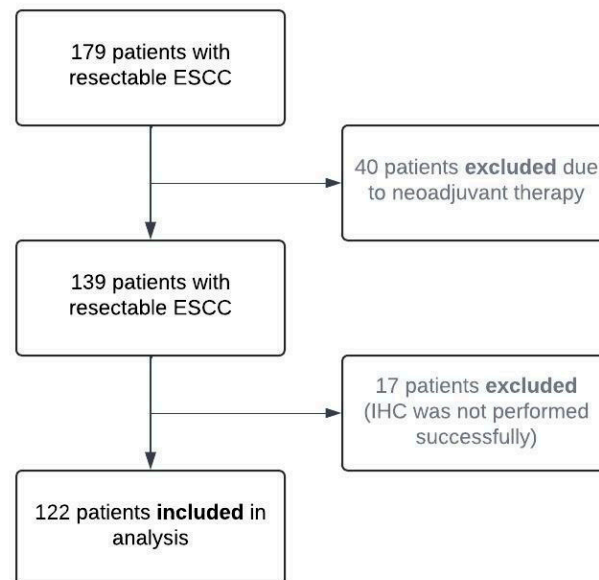 179 patients with
resectable ESCC
40 patients excluded due
to neoadjuvant therapy
139 patients with
resectable ESCC
17 patients excluded
(IHC was not performed
successfully)
122 patients included in
analysis